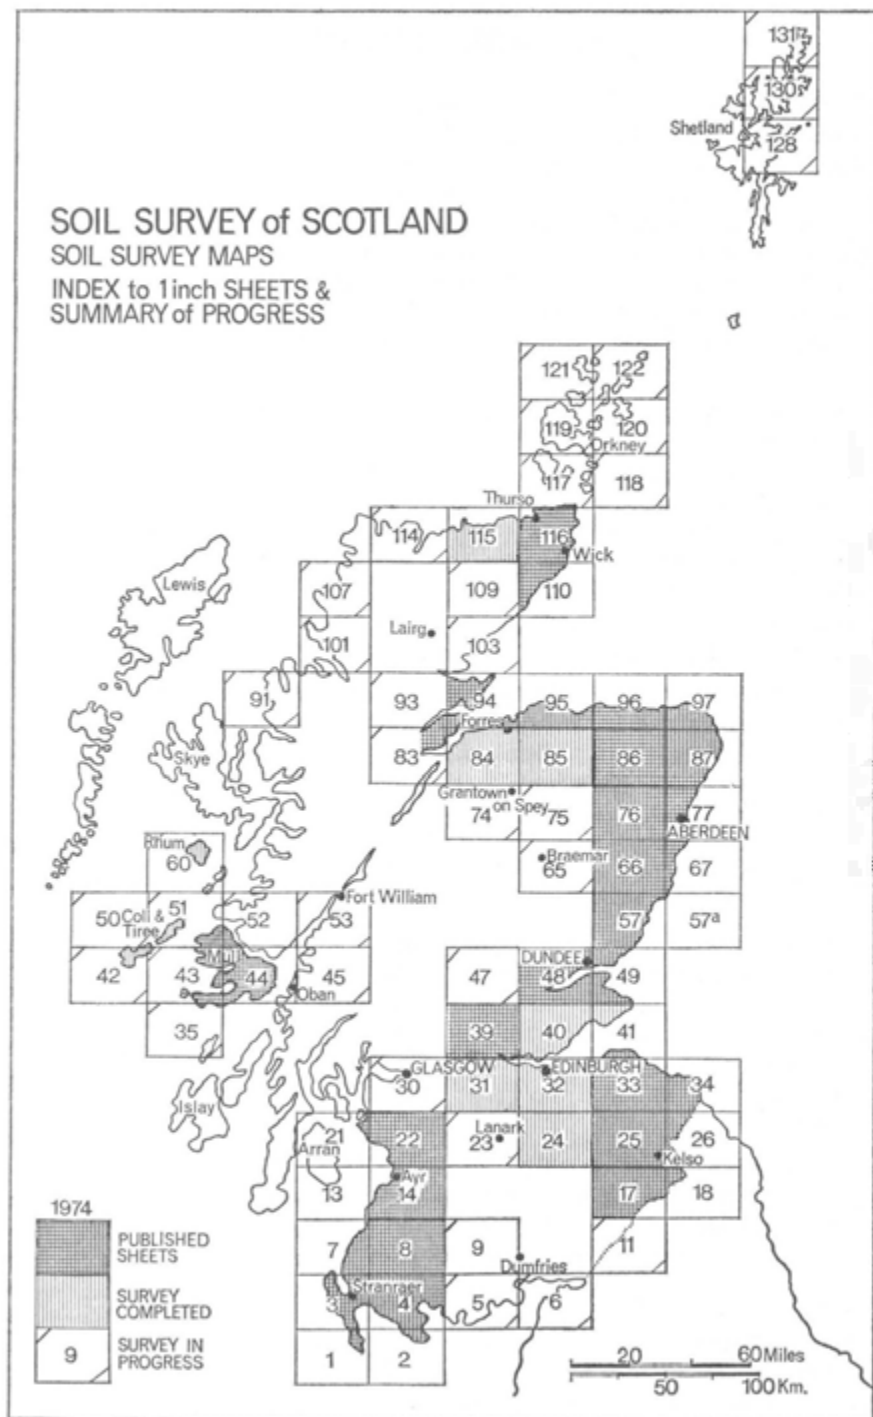 131
130
Shetland
128
SOIL SURVEY of SCOTLAND
SOIL SURVEY MAPS
INDEX to 1inch SHEETS &
SUMMARY of PROGRESS
121 122
119 120
Orkney
117 118
Thurso
114 115 116
Wick
Lewis
107 109 110
Lairg
101 103
91 93 94 95 96 97
Forres
Skye
83 84 85 86 87
Grantown
on Spey
74 75 76 77
ABERDEEN
Rhum
60
Braemar
65 66 67
Fort William
50 51 52 53
Coll &
Tiree
57 57a
Mull
DUNDEE
42 43 44 45 47 48 49
Oban
35 39 40 41
GLASGOW
EDINBURGH
30 31 32 33 34
Islay
Lanark
21 22 23 24 25 26
Arran
Kelso
Ayr
13 14 17 18
1974
PUBLISHED
SHEETS
7 8 9 11
Dumfries
Stranraer
SURVEY
COMPLETED
3 4 5 6
9
SURVEY IN
PROGRESS
1 2
20 60 Miles
50 100 Km.